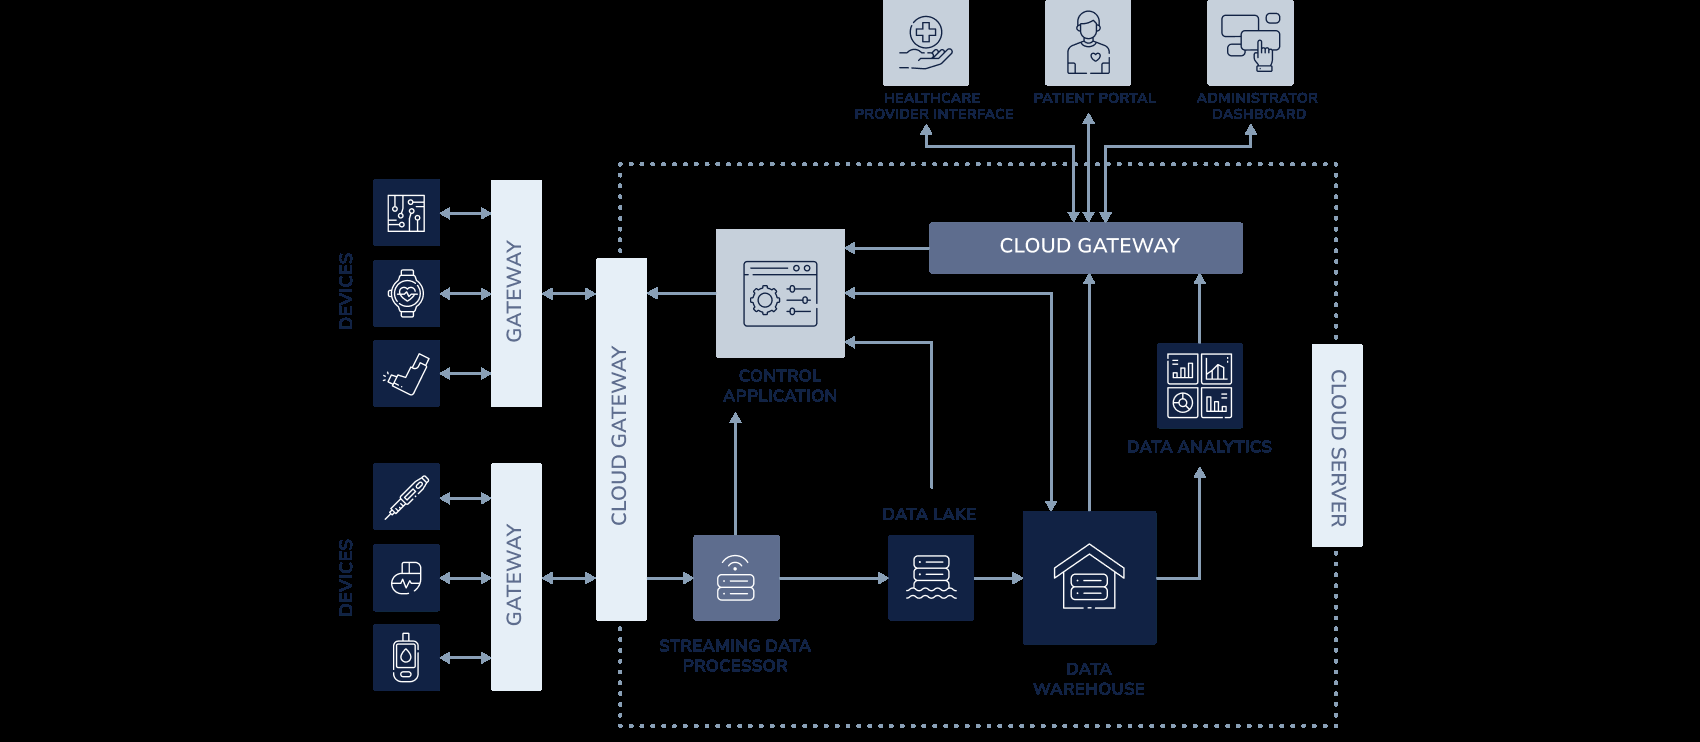 HEALTHCARE
PROVIDER INTERFACE
PATIENT PORTAL
ADMINISTRATOR
DASHBOARD
DEVICES
GATEWAY
CLOUD GATEWAY
CLOUD GATEWAY
CONTROL
APPLICATION
DATA ANALYTICS
CLOUD SERVER
DEVICES
GATEWAY
DATA LAKE
STREAMING DATA
PROCESSOR
DATA
WAREHOUSE